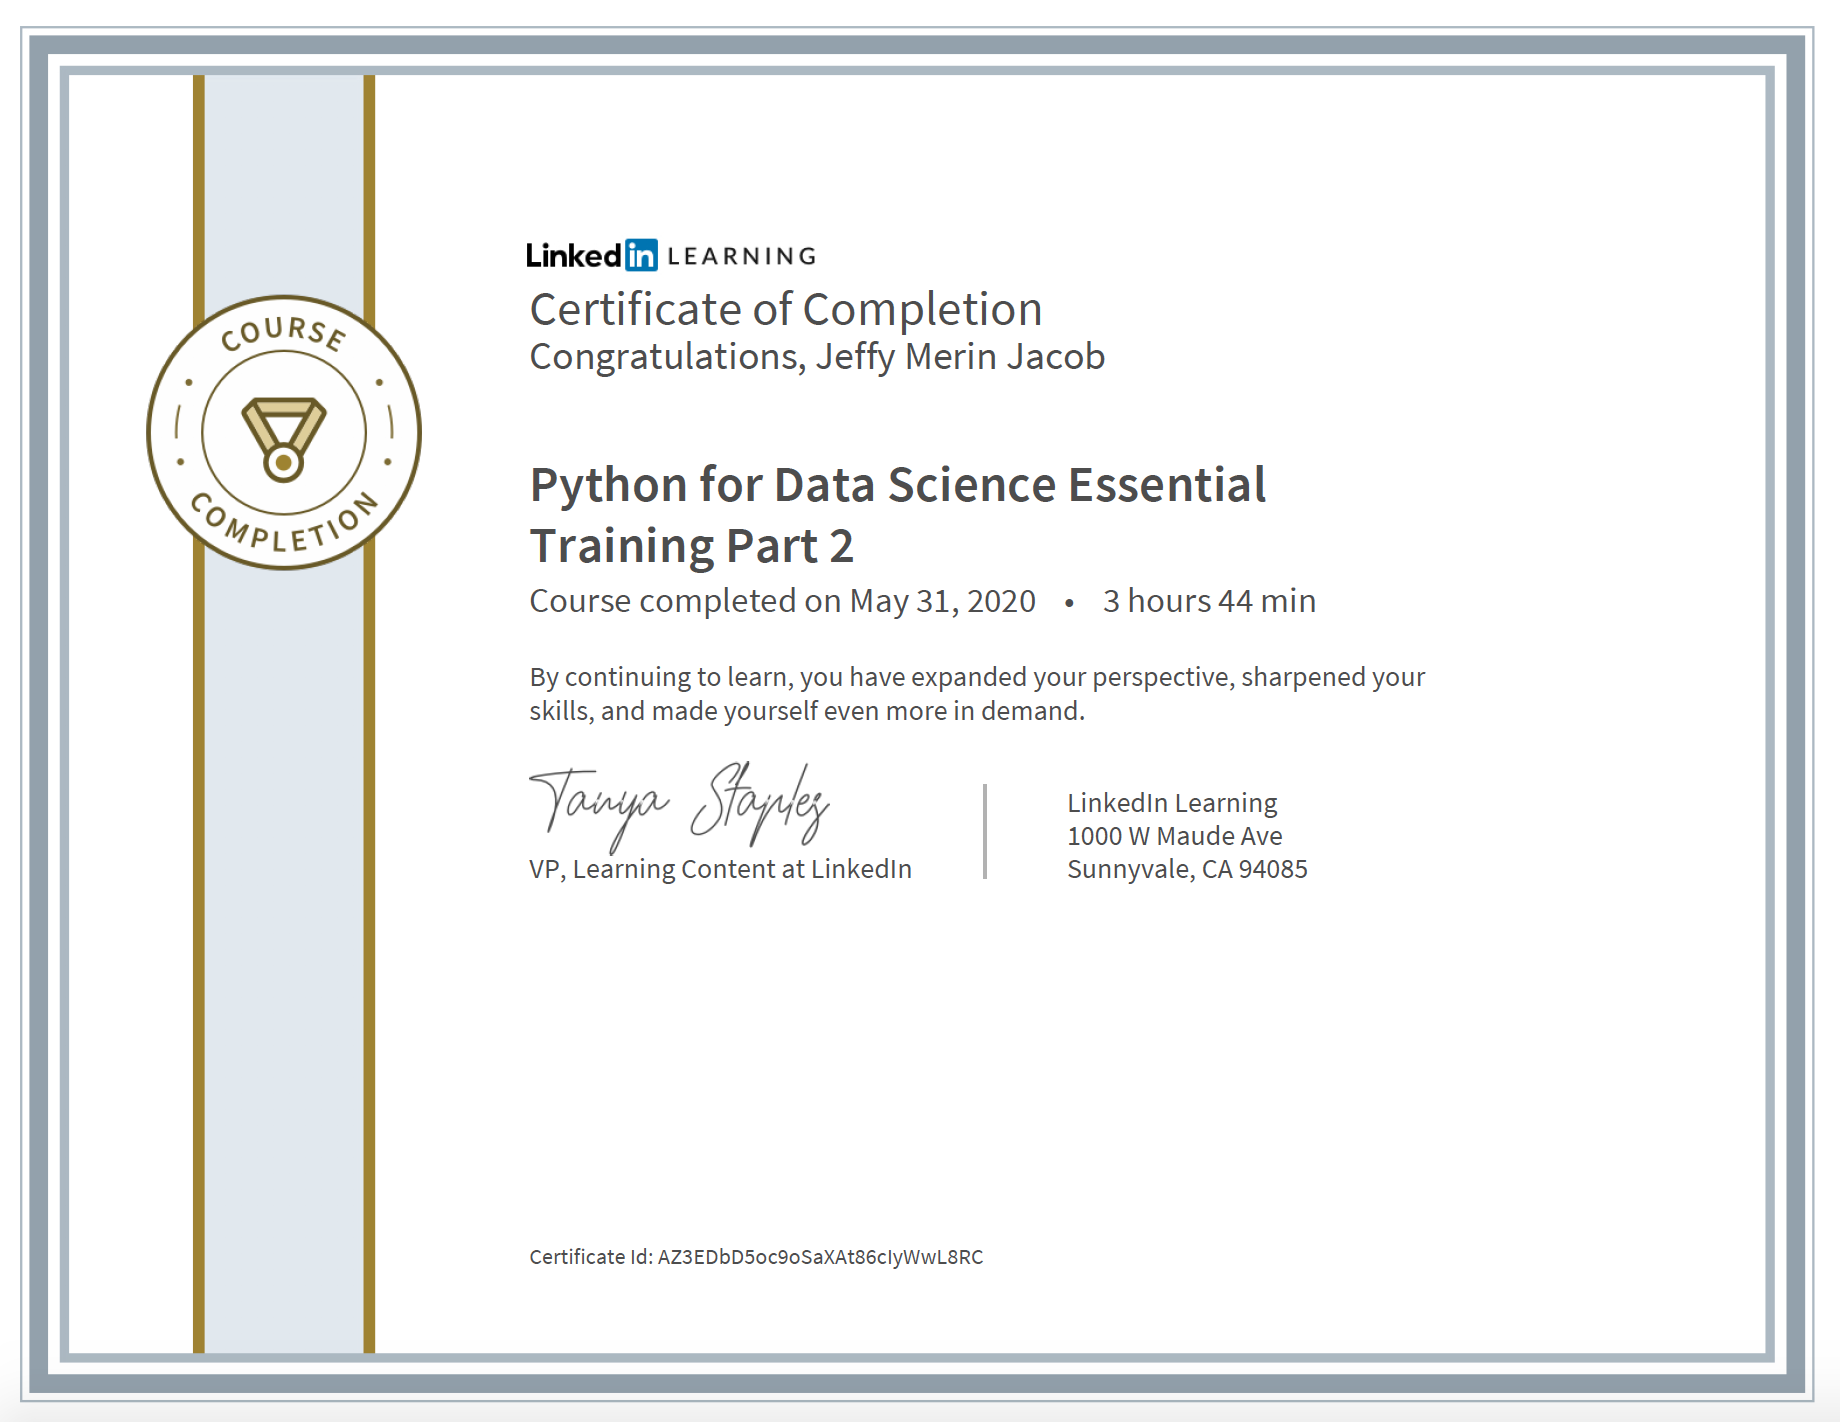 COURSE
COMPLETION
Linkedin LEARNING
Certificate of Completion
Congratulations, Jeffy Merin Jacob
Python for Data Science Essential
Training Part 2
Course completed on May 31, 2020 • 3 hours 44 min
By continuing to learn, you have expanded your perspective, sharpened your
skills, and made yourself even more in demand.
Tanya Staples
VP, Learning Content at LinkedIn
LinkedIn Learning
1000 W Maude Ave
Sunnyvale, CA 94085
Certificate Id: AZ3EDbD5oc9oSaXAt86cIyWwL8RC